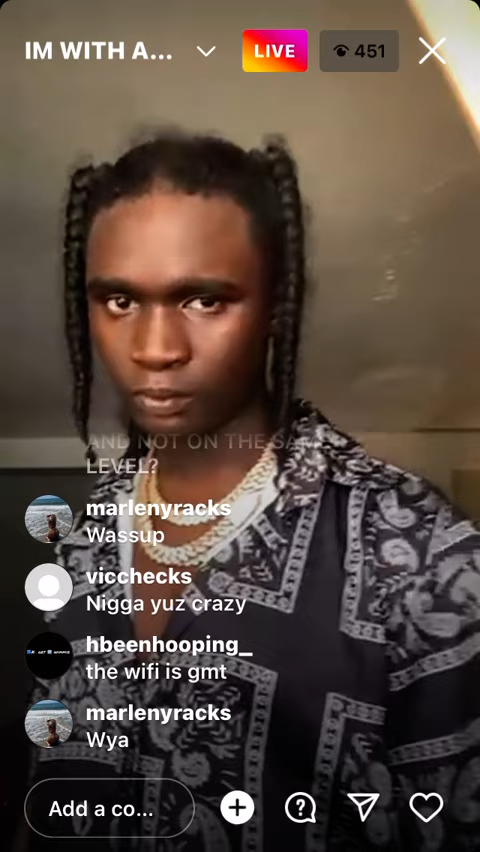 IM WITH A...
LIVE
451
AND NOT ON THE SAME
LEVEL?
marlenyracks
Wassup
vicchecks
Nigga yuz crazy
hbeenhooping_
the wifi is gmt
marlenyracks
Wya
Add a co...